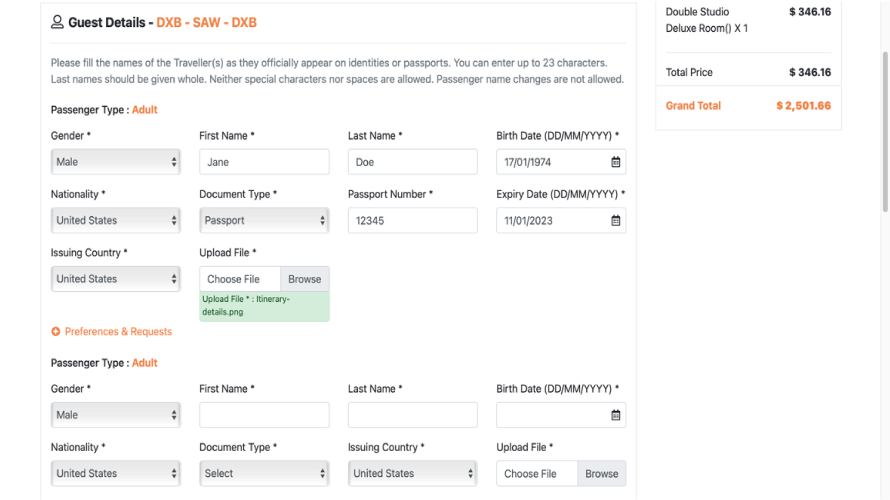 Guest Details - DXB - SAW - DXB
Please fill the names of the Traveller(s) as they officially appear on identities or passports. You can enter up to 23 characters.
Last names should be given whole. Neither special characters nor spaces are allowed. Passenger name changes are not allowed.
Passenger Type : Adult
Gender * First Name * Last Name * Birth Date (DD/MM/YYYY) *
Male Jane Doe 17/01/1974
Nationality * Document Type * Passport Number * Expiry Date (DD/MM/YYYY) *
United States Passport 12345 11/01/2023
Issuing Country * Upload File *
United States Choose File Browse
Upload File * : Itinerary-
details.png
Preferences & Requests
Passenger Type : Adult
Gender * First Name * Last Name * Birth Date (DD/MM/YYYY) *
Male
Nationality * Document Type * Issuing Country * Upload File *
United States Select United States Choose File Browse
Double Studio $ 346.16
Deluxe Room() X 1
Total Price $ 346.16
Grand Total $ 2,501.66